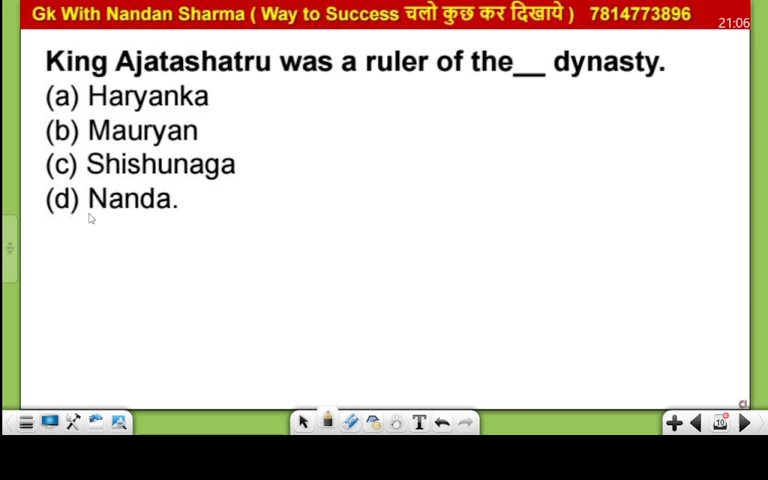 Gk With Nandan Sharma ( Way to Success चलो कुछ कर दिखाये ) 7814773896
21:06
King Ajatashatru was a ruler of the__ dynasty.
(a) Haryanka
(b) Mauryan
(c) Shishunaga
(d) Nanda.
T
10